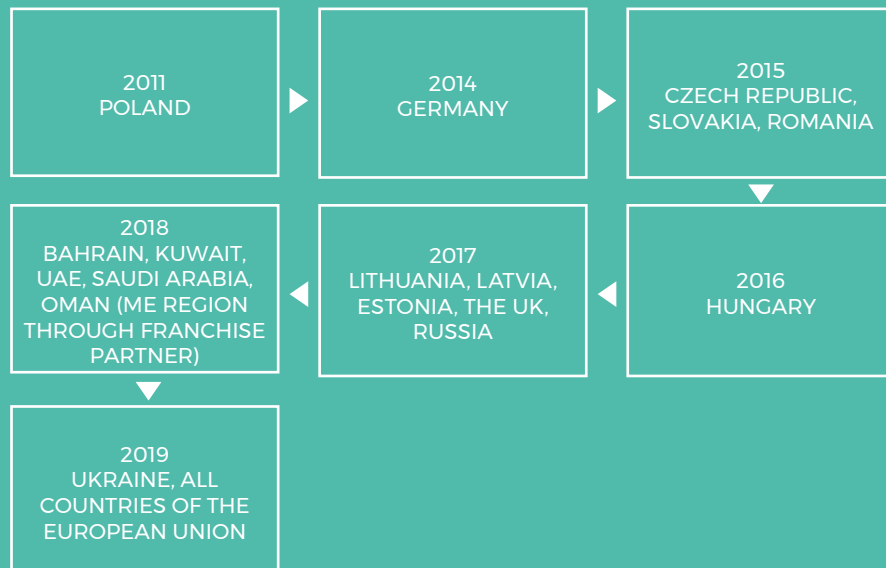 2011
POLAND
2014
GERMANY
2015
CZECH REPUBLIC,
SLOVAKIA, ROMANIA
2016
HUNGARY
2017
LITHUANIA, LATVIA,
ESTONIA, THE UK,
RUSSIA
2018
BAHRAIN, KUWAIT,
UAE, SAUDI ARABIA,
OMAN (ME REGION
THROUGH FRANCHISE
PARTNER)
2019
UKRAINE, ALL
COUNTRIES OF THE
EUROPEAN UNION